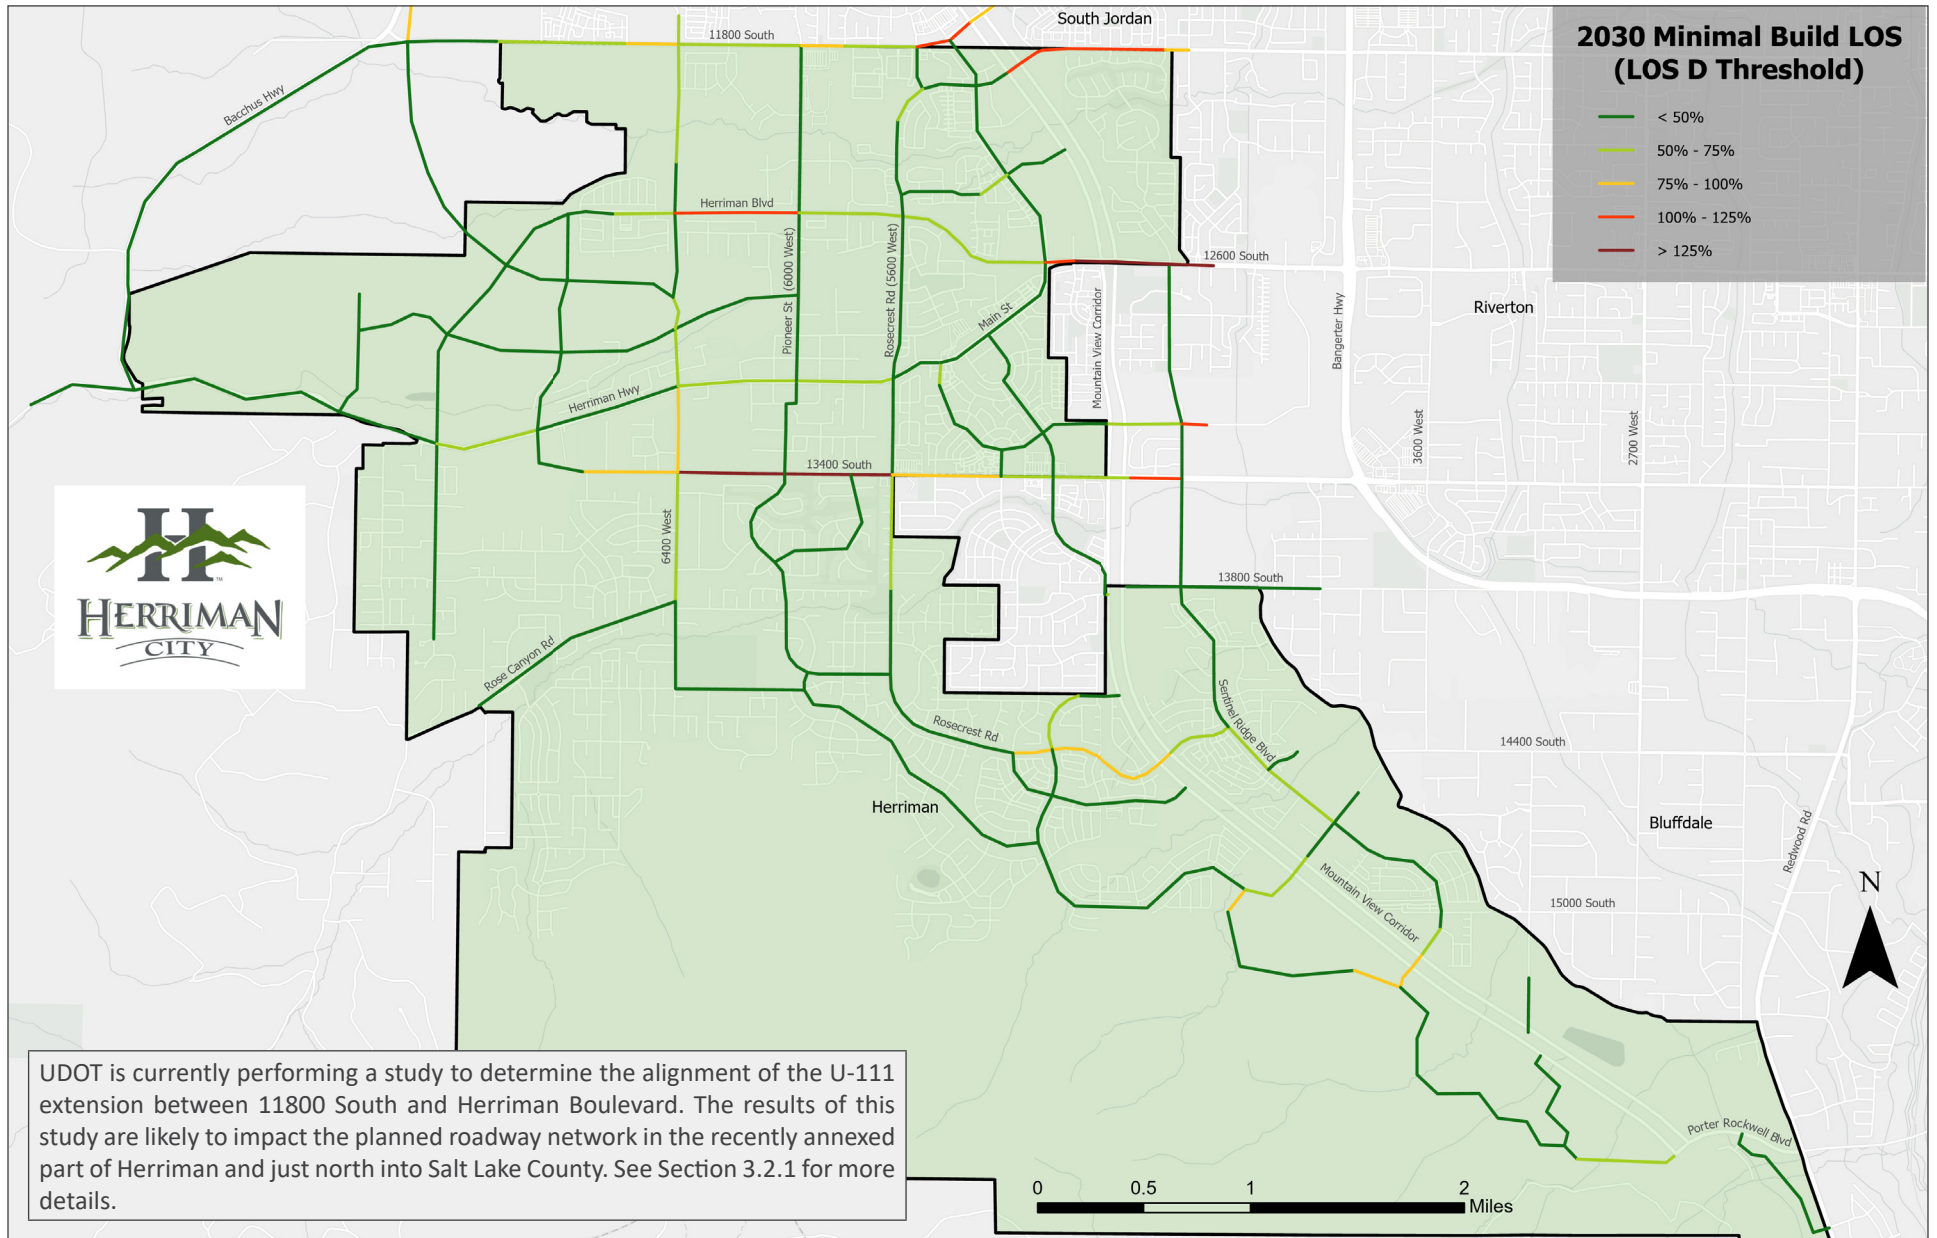 South Jordan
11800 South
2030 Minimal Build LOS
(LOS D Threshold)
< 50%
50% - 75%
75% - 100%
100% - 125%
> 125%
Bacchus Hwy
Herriman Blvd
Pioneer St (6000 West)
Rosecrest Rd (5600 West)
12600 South
Main St
Mountain View Corridor
Bangerter Hwy
Riverton
Herriman Hwy
3600 West
2700 West
13400 South
6400 West
H
TM
HERRIMAN
CITY
13800 South
Rose Canyon Rd
Sentinel Ridge Blvd
Rosecrest Rd
14400 South
Herriman
Bluffdale
Redwood Rd
Mountain View Corridor
15000 South
N
UDOT is currently performing a study to determine the alignment of the U-111
extension between 11800 South and Herriman Boulevard. The results of this
study are likely to impact the planned roadway network in the recently annexed
part of Herriman and just north into Salt Lake County. See Section 3.2.1 for more
details.
Porter Rockwell Blvd
0 0.5 1 2
Miles